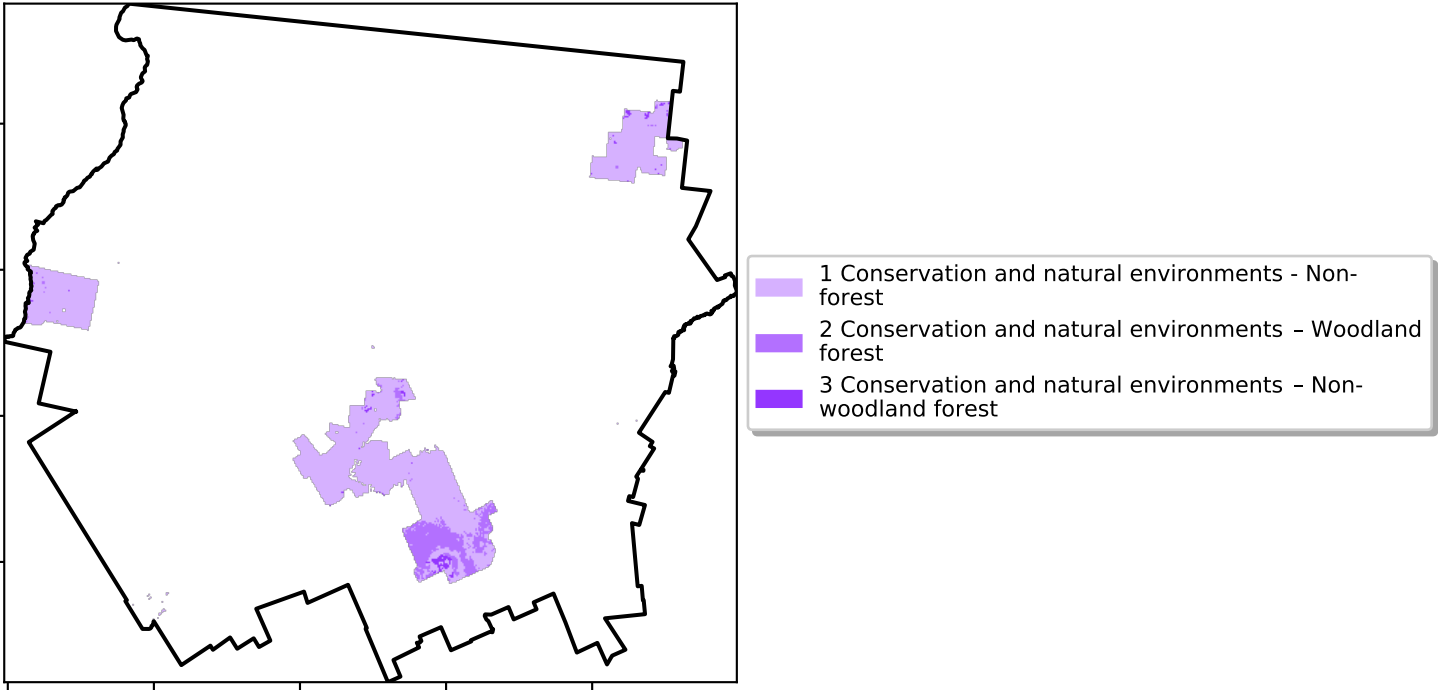 1 Conservation and natural environments - Non-
forest
2 Conservation and natural environments – Woodland
forest
3 Conservation and natural environments – Non-
woodland forest